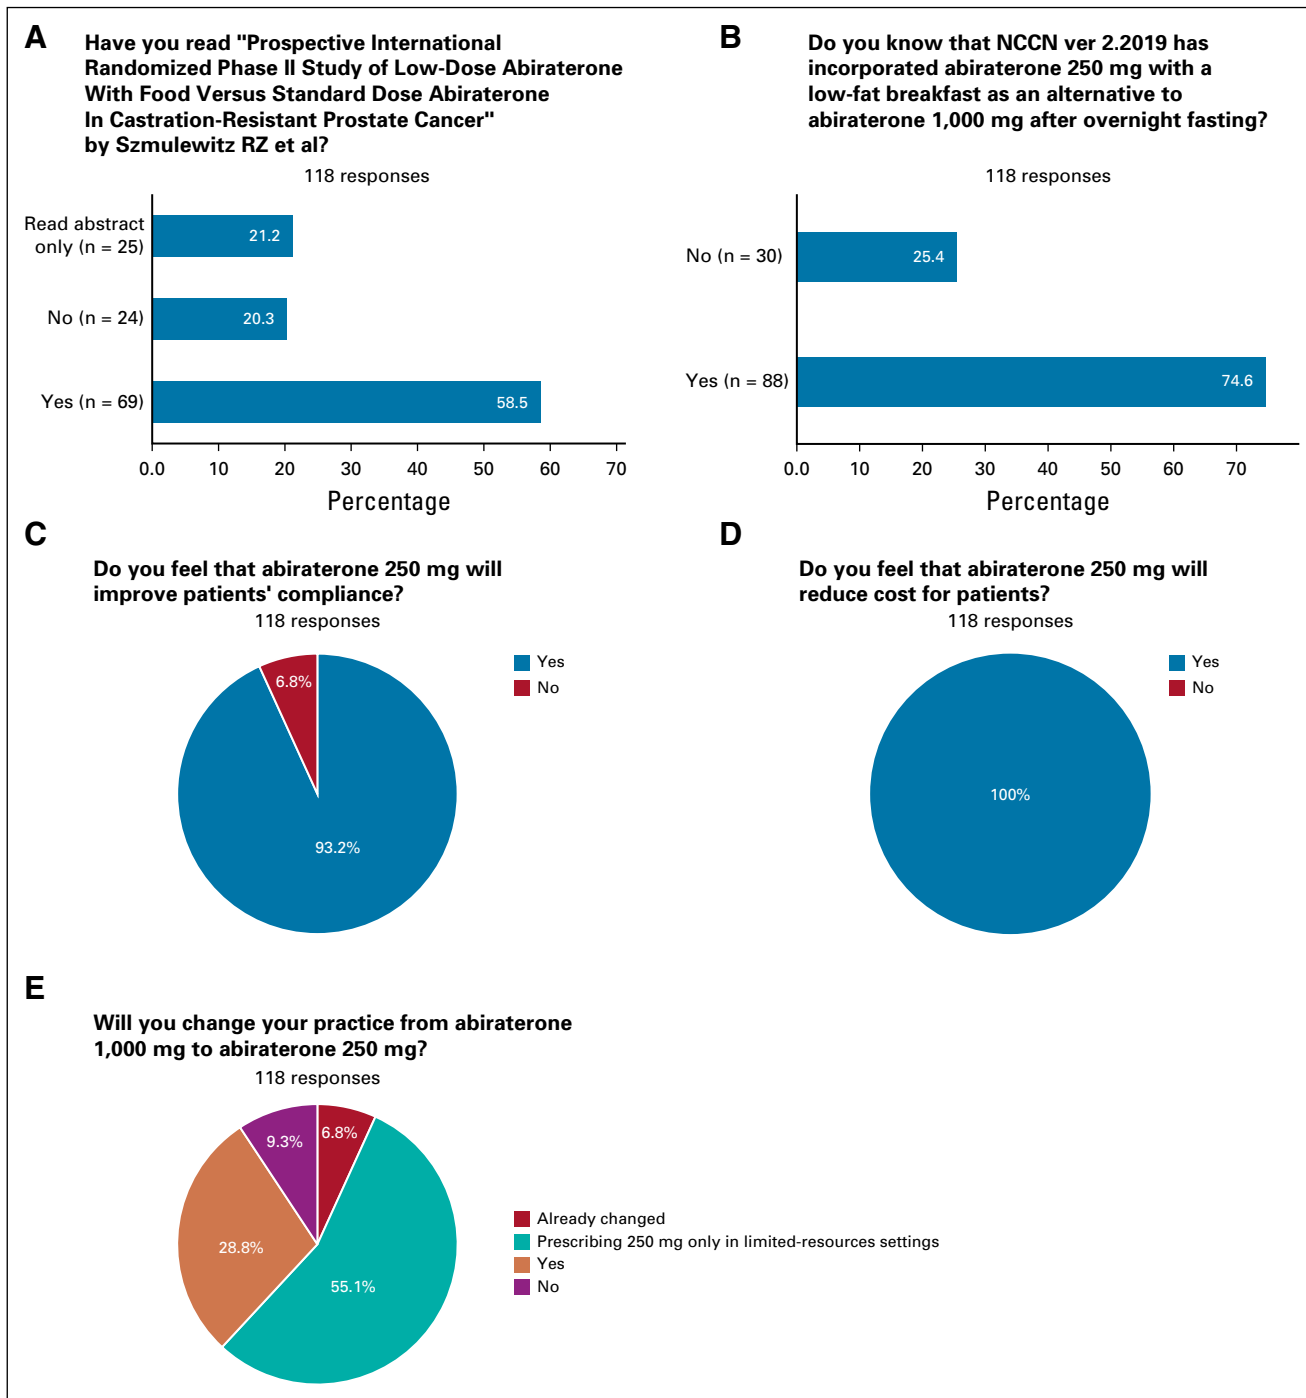 A
Have you read "Prospective International
Randomized Phase II Study of Low-Dose Abiraterone
With Food Versus Standard Dose Abiraterone
In Castration-Resistant Prostate Cancer"
by Szmulewitz RZ et al?
118 responses
Read abstract
only (n = 25)
21.2
No (n = 24)
20.3
Yes (n = 69)
58.5
0.0 10 20 30 40 50 60 70
Percentage
B
Do you know that NCCN ver 2.2019 has
incorporated abiraterone 250 mg with a
low-fat breakfast as an alternative to
abiraterone 1,000 mg after overnight fasting?
118 responses
No (n = 30)
25.4
Yes (n = 88)
74.6
0.0 10 20 30 40 50 60 70
Percentage
C
Do you feel that abiraterone 250 mg will
improve patients' compliance?
118 responses
Yes
No
6.8%
93.2%
D
Do you feel that abiraterone 250 mg will
reduce cost for patients?
118 responses
Yes
No
100%
E
Will you change your practice from abiraterone
1,000 mg to abiraterone 250 mg?
118 responses
9.3%
6.8%
28.8%
55.1%
Already changed
Prescribing 250 mg only in limited-resources settings
Yes
No